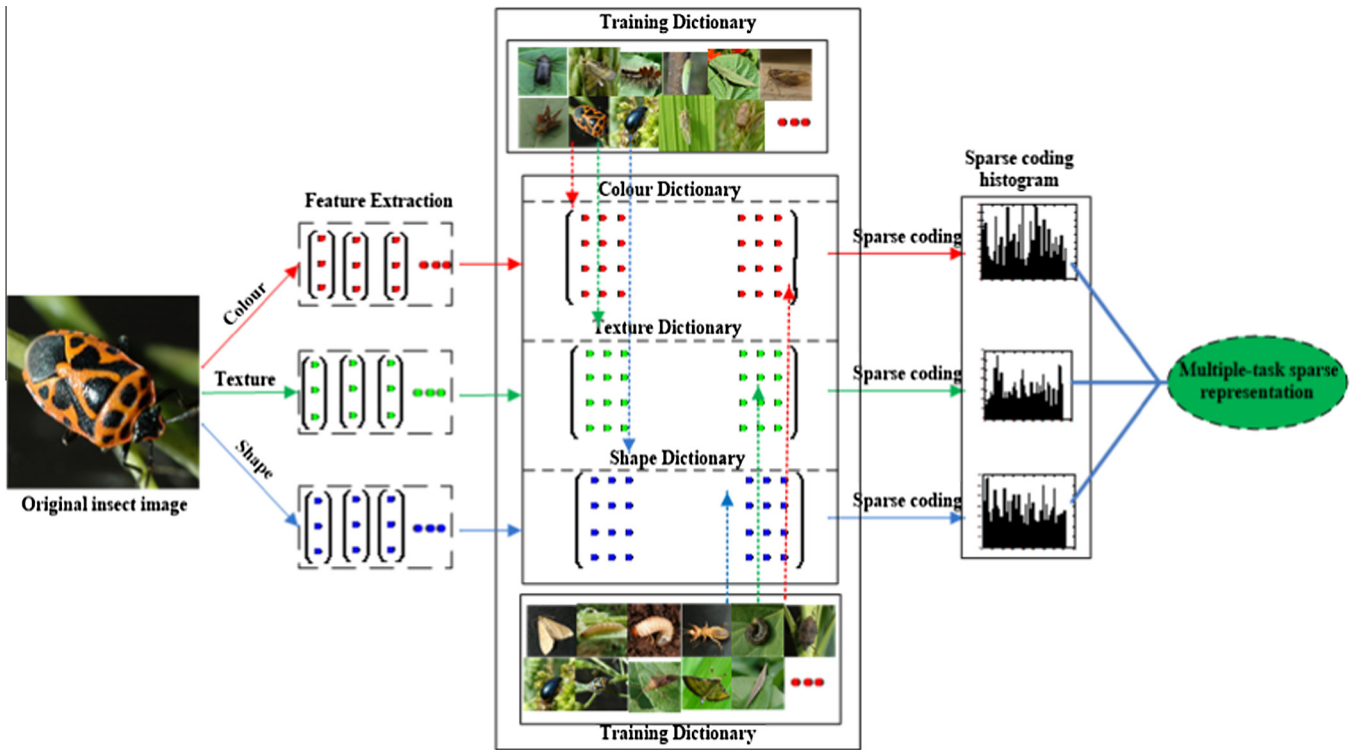 Training Dictionary
Sparse coding
histogram
Feature Extraction
Colour Dictionary
Sparse coding
Colour
Texture Dictionary
Texture
Sparse coding
Multiple-task sparse
representation
Shape
Shape Dictionary
Sparse coding
Original insect image
Training Dictionary